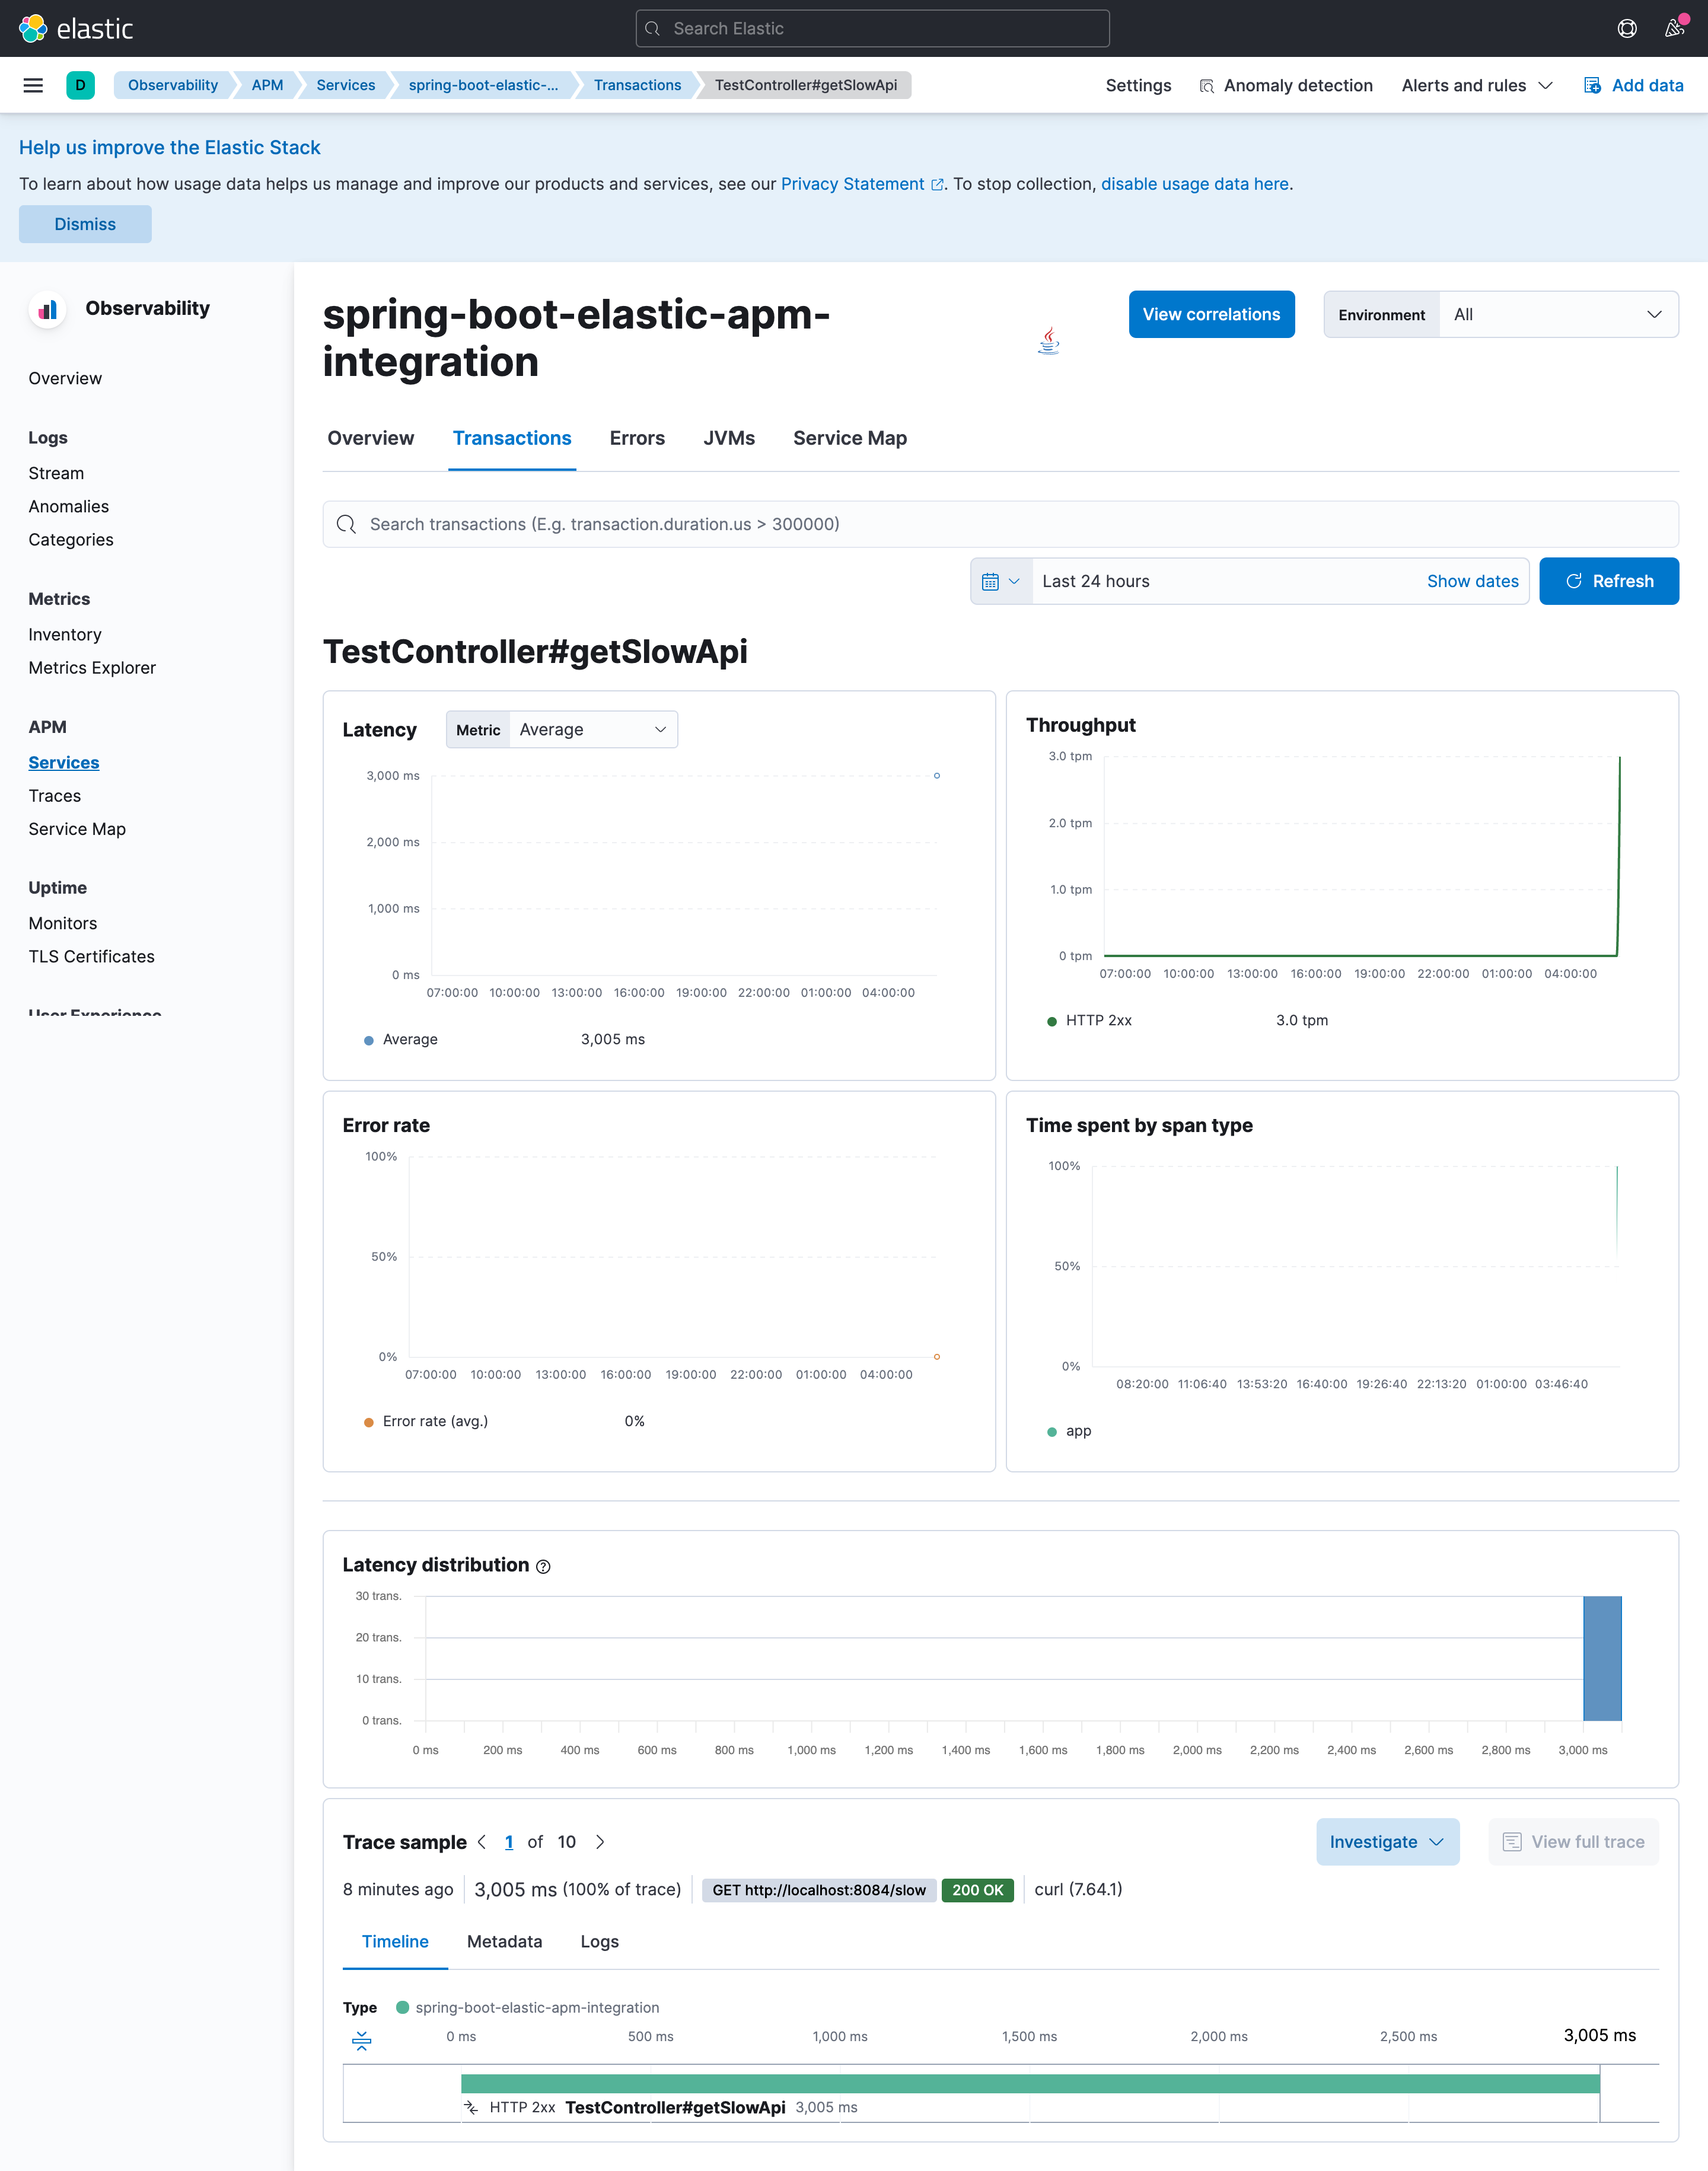 elastic
Search Elastic
D
Observability
APM
Services
spring-boot-elastic-...
Transactions
TestController#getSlowApi
Settings
Anomaly detection
Alerts and rules
Add data
Help us improve the Elastic Stack
To learn about how usage data helps us manage and improve our products and services, see our Privacy Statement. To stop collection, disable usage data here.
Dismiss
Observability
Overview
Logs
Stream
Anomalies
Categories
Metrics
Inventory
Metrics Explorer
APM
Services
Traces
Service Map
Uptime
Monitors
TLS Certificates
User Experience
spring-boot-elastic-apm-
integration
View correlations
Environment All
Overview Transactions Errors JVMs Service Map
Search transactions (E.g. transaction.duration.us > 300000)
Last 24 hours
Show dates
Refresh
TestController#getSlowApi
Latency
Metric Average
3,000 ms
2,000 ms
1,000 ms
0 ms
07:00:00 10:00:00 13:00:00 16:00:00 19:00:00 22:00:00 01:00:00 04:00:00
Average 3,005 ms
Throughput
3.0 tpm
2.0 tpm
1.0 tpm
0 tpm
07:00:00 10:00:00 13:00:00 16:00:00 19:00:00 22:00:00 01:00:00 04:00:00
HTTP 2xx 3.0 tpm
Error rate
100%
50%
0%
07:00:00 10:00:00 13:00:00 16:00:00 19:00:00 22:00:00 01:00:00 04:00:00
Error rate (avg.) 0%
Time spent by span type
100%
50%
0%
08:20:00 11:06:40 13:53:20 16:40:00 19:26:40 22:13:20 01:00:00 03:46:40
app
Latency distribution
30 trans.
20 trans.
10 trans.
0 trans.
0 ms 200 ms 400 ms 600 ms 800 ms 1,000 ms 1,200 ms 1,400 ms 1,600 ms 1,800 ms 2,000 ms 2,200 ms 2,400 ms 2,600 ms 2,800 ms 3,000 ms
Trace sample 1 of 10
Investigate
View full trace
8 minutes ago 3,005 ms (100% of trace) GET http://localhost:8084/slow 200 OK curl (7.64.1)
Timeline Metadata Logs
Type spring-boot-elastic-apm-integration
0 ms 500 ms 1,000 ms 1,500 ms 2,000 ms 2,500 ms 3,005 ms
HTTP 2xx TestController#getSlowApi 3,005 ms